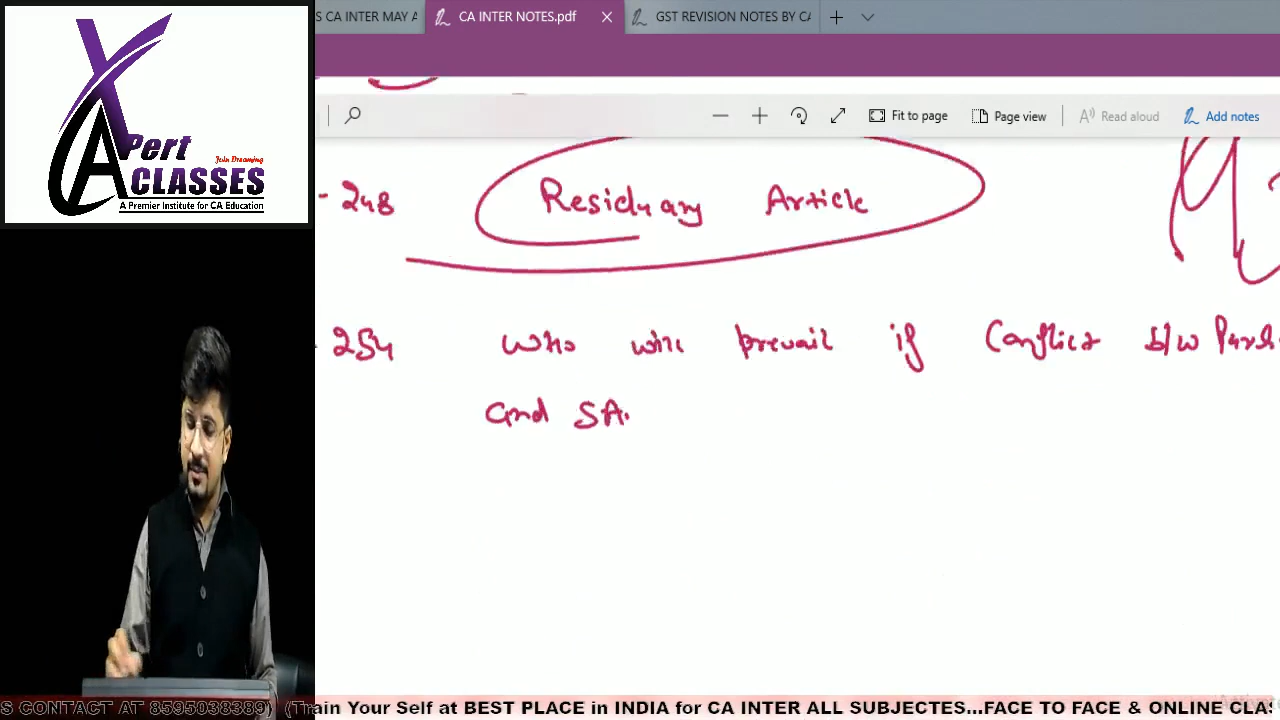 S CA INTER MAY A
CA INTER NOTES.pdf
GST REVISION NOTES BY CA
XPert
Join Dreaming
CA CLASSES
A Premier Institute for CA Education
Fit to page
Page view
Read aloud
Add notes
- 248 Residuary Article
- 254 Who will prevail if Conflict b/w
and SA.
S CONTACT AT 8595038389) (Train Your Self at BEST PLACE in INDIA for CA INTER ALL SUBJECTES...FACE TO FACE & ONLINE CLAS